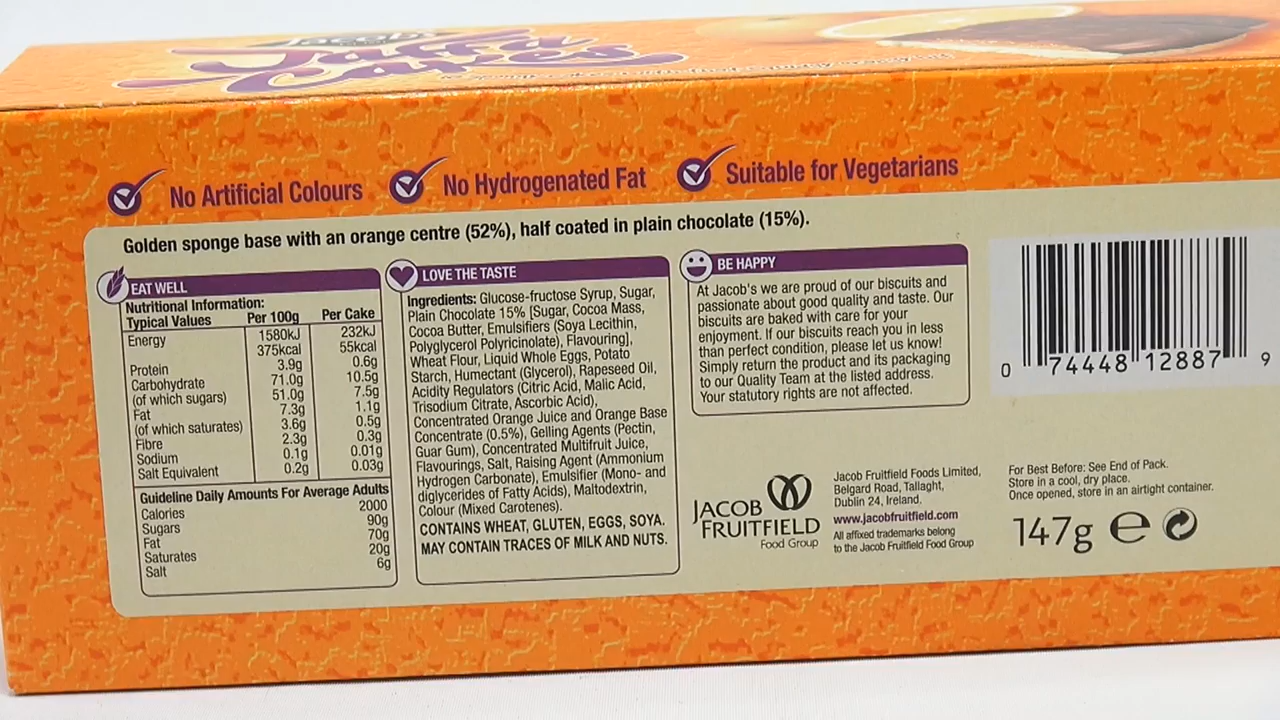 Jacob's
Jaffa
Cakes
No Artificial Colours
No Hydrogenated Fat
Suitable for Vegetarians
Golden sponge base with an orange centre (52%), half coated in plain chocolate (15%).
EAT WELL
Nutritional Information:
Typical Values Per 100g Per Cake
Energy 1580kJ 232kJ
375kcal 55kcal
Protein 3.9g 0.6g
Carbohydrate 71.0g 10.5g
(of which sugars) 51.0g 7.5g
Fat 7.3g 1.1g
(of which saturates) 3.6g 0.5g
Fibre 2.3g 0.3g
Sodium 0.1g 0.01g
Salt Equivalent 0.2g 0.03g
Guideline Daily Amounts For Average Adults
Calories 2000
Sugars 90g
Fat 70g
Saturates 20g
Salt 6g
LOVE THE TASTE
Ingredients: Glucose-fructose Syrup, Sugar,
Plain Chocolate 15% [Sugar, Cocoa Mass,
Cocoa Butter, Emulsifiers (Soya Lecithin,
Polyglycerol Polyricinolate), Flavouring],
Wheat Flour, Liquid Whole Eggs, Potato
Starch, Humectant (Glycerol), Rapeseed Oil,
Acidity Regulators (Citric Acid, Malic Acid,
Trisodium Citrate, Ascorbic Acid),
Concentrated Orange Juice and Orange Base
Concentrate (0.5%), Gelling Agents (Pectin,
Guar Gum), Concentrated Multifruit Juice,
Flavourings, Salt, Raising Agent (Ammonium
Hydrogen Carbonate), Emulsifier (Mono- and
diglycerides of Fatty Acids), Maltodextrin,
Colour (Mixed Carotenes).
CONTAINS WHEAT, GLUTEN, EGGS, SOYA.
MAY CONTAIN TRACES OF MILK AND NUTS.
BE HAPPY
At Jacob's we are proud of our biscuits and
passionate about good quality and taste. Our
biscuits are baked with care for your
enjoyment. If our biscuits reach you in less
than perfect condition, please let us know!
Simply return the product and its packaging
to our Quality Team at the listed address.
Your statutory rights are not affected.
0 74448 12887 9
JACOB
FRUITFIELD
Food Group
Jacob Fruitfield Foods Limited,
Belgard Road, Tallaght,
Dublin 24, Ireland.
www.jacobfruitfield.com
All affixed trademarks belong
to the Jacob Fruitfield Food Group
For Best Before: See End of Pack.
Store in a cool, dry place.
Once opened, store in an airtight container.
147g e